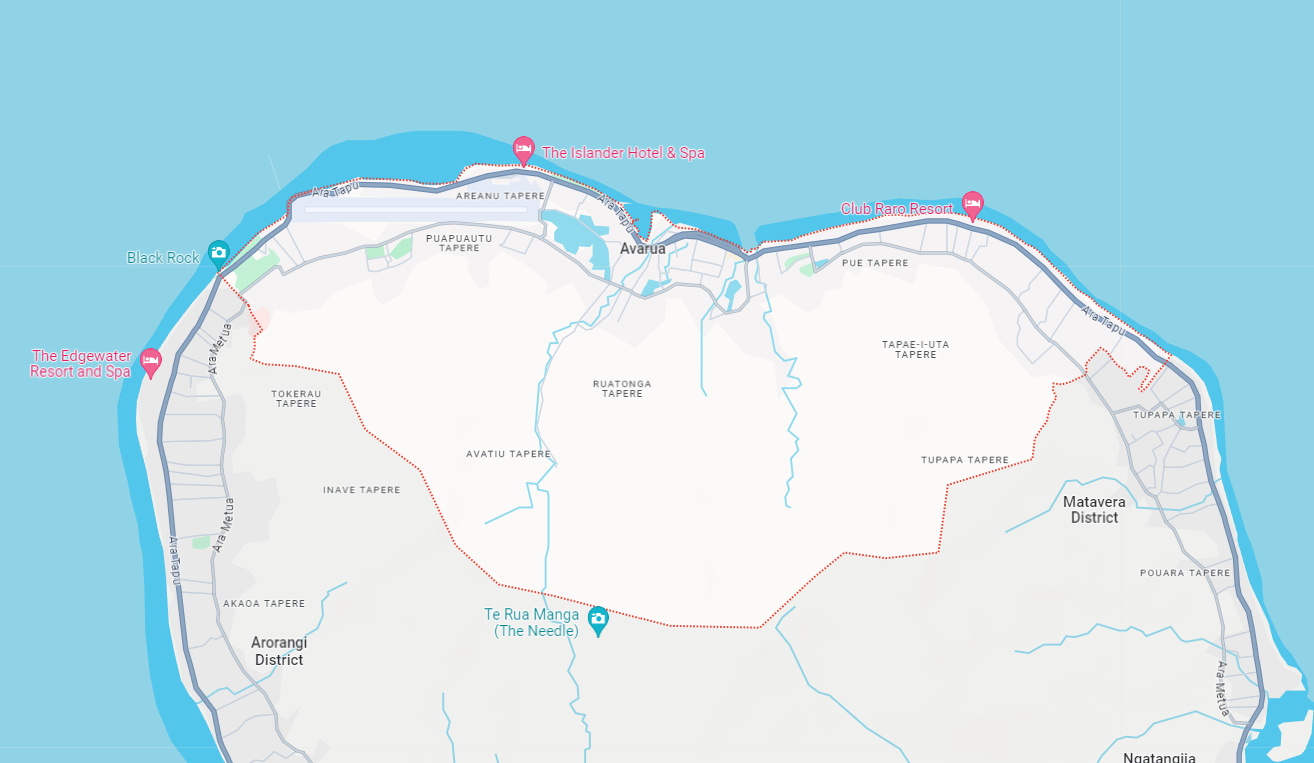 The Islander Hotel & Spa
Ara Tapu
AREANU TAPERE
Ara Tapu
Club Raro Resort
PUAPUAUTU
TAPERE
Avarua
Black Rock
PUE TAPERE
Ara Tapu
Ara Metua
The Edgewater
Resort and Spa
TAPAE-I-UTA
TAPERE
RUATONGA
TAPERE
TOKERAU
TAPERE
TUPAPA TAPERE
AVATIU TAPERE
TUPAPA TAPERE
INAVE TAPERE
Matavera
District
Ara Metua
Ara Tapu
POUARA TAPERE
AKAOA TAPERE
Te Rua Manga
(The Needle)
Arorangi
District
Ara Metua
Ngatangiia